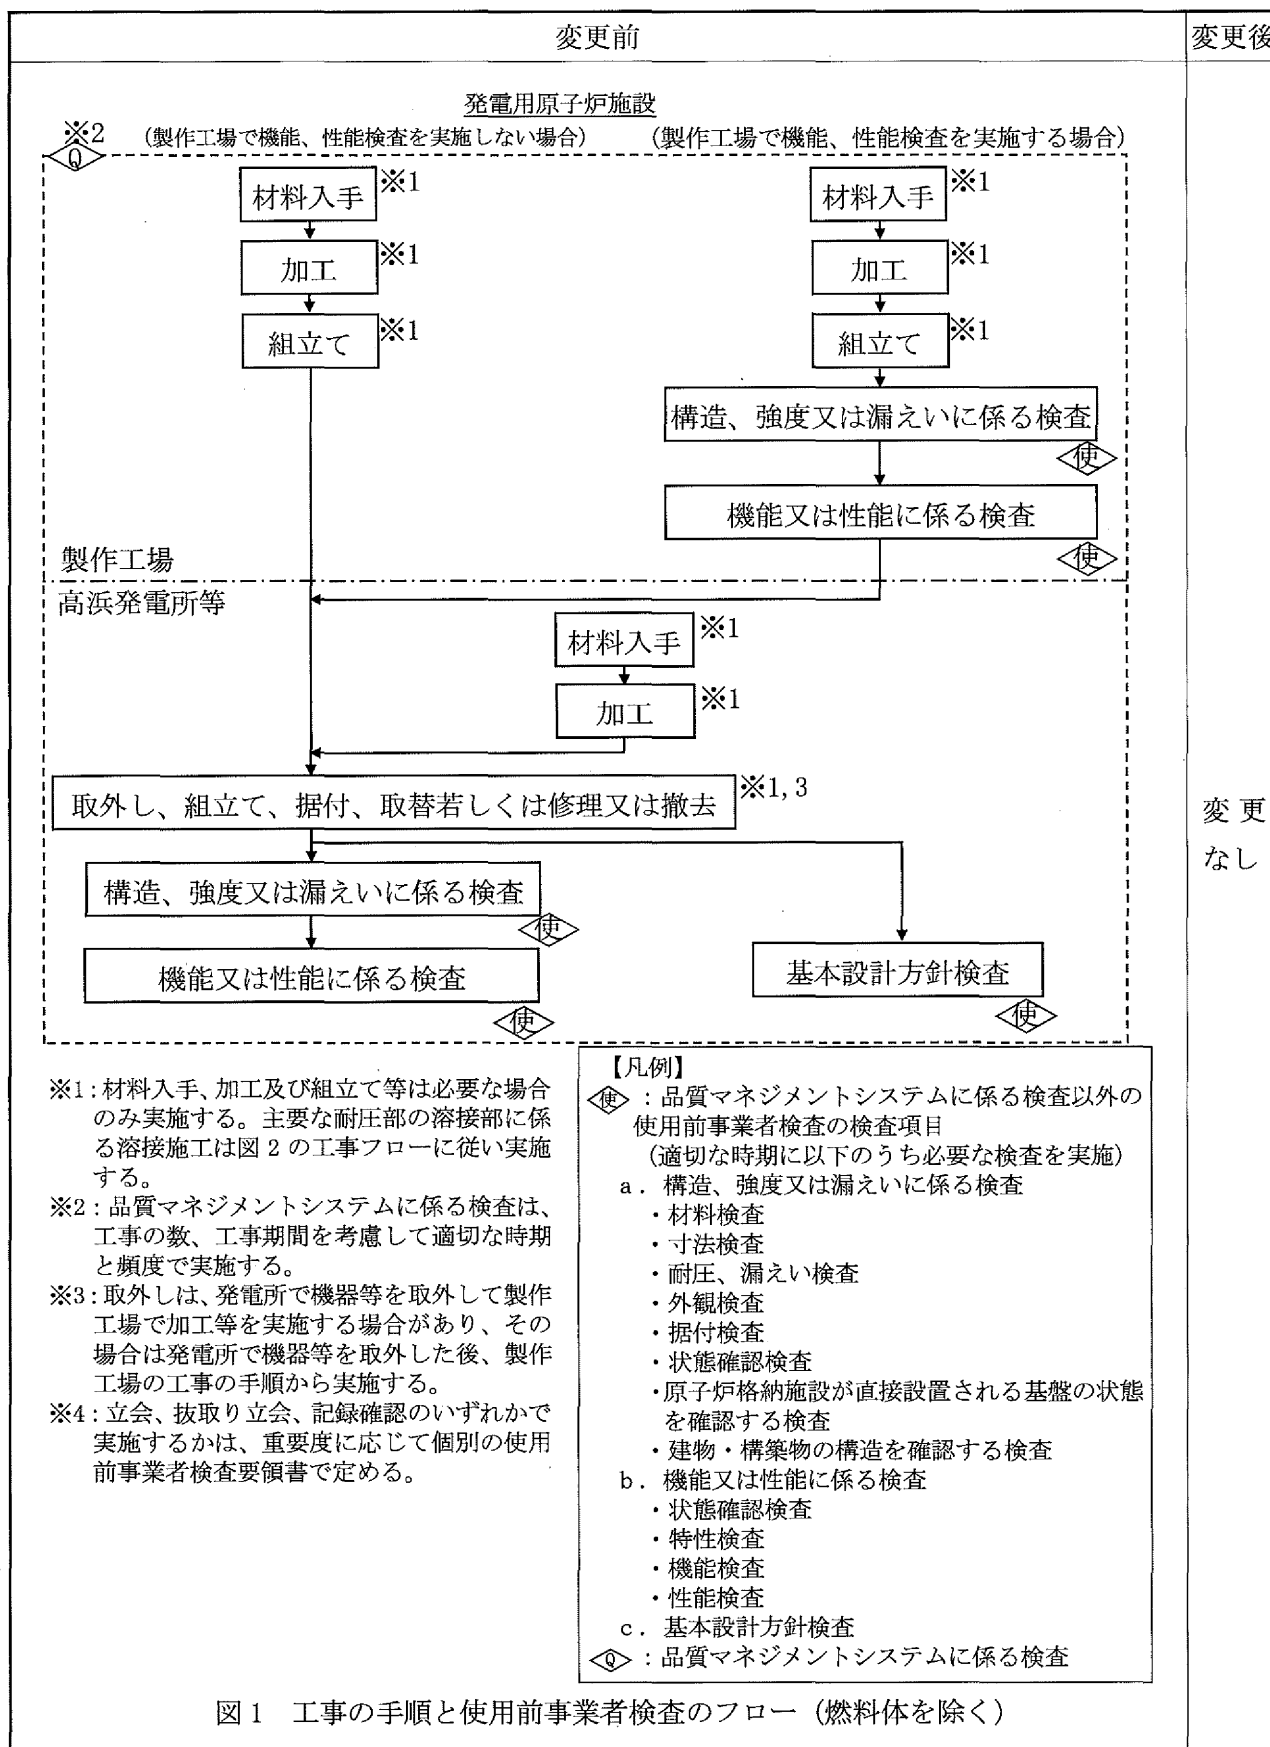 変更前
変更後
発電用原子炉施設
※2
(製作工場で機能、性能検査を実施しない場合)
(製作工場で機能、性能検査を実施する場合)
Q
材料入手
※1
材料入手
※1
加工
※1
加工
※1
組立て
※1
組立て
※1
構造、強度又は漏えいに係る検査
使
機能又は性能に係る検査
使
製作工場
高浜発電所等
材料入手
※1
加工
※1
取外し、組立て、据付、取替若しくは修理又は撤去
※1,3
構造、強度又は漏えいに係る検査
使
機能又は性能に係る検査
使
基本設計方針検査
使
変更
なし
※1:材料入手、加工及び組立て等は必要な場合
のみ実施する。主要な耐圧部の溶接部に係
る溶接施工は図2の工事フローに従い実施
する。
※2:品質マネジメントシステムに係る検査は、
工事の数、工事期間を考慮して適切な時期
と頻度で実施する。
※3:取外しは、発電所で機器等を取外して製作
工場で加工等を実施する場合があり、その
場合は発電所で機器等を取外した後、製作
工場の工事の手順から実施する。
※4:立会、抜取り立会、記録確認のいずれかで
実施するかは、重要度に応じて個別の使用
前事業者検査要領書で定める。
【凡例】
使:品質マネジメントシステムに係る検査以外の
使用前事業者検査の検査項目
(適切な時期に以下のうち必要な検査を実施)
a.構造、強度又は漏えいに係る検査
・材料検査
・寸法検査
・耐圧、漏えい検査
・外観検査
・据付検査
・状態確認検査
・原子炉格納施設が直接設置される基盤の状態
を確認する検査
・建物・構築物の構造を確認する検査
b.機能又は性能に係る検査
・状態確認検査
・特性検査
・機能検査
・性能検査
c.基本設計方針検査
Q:品質マネジメントシステムに係る検査
図1 工事の手順と使用前事業者検査のフロー(燃料体を除く)